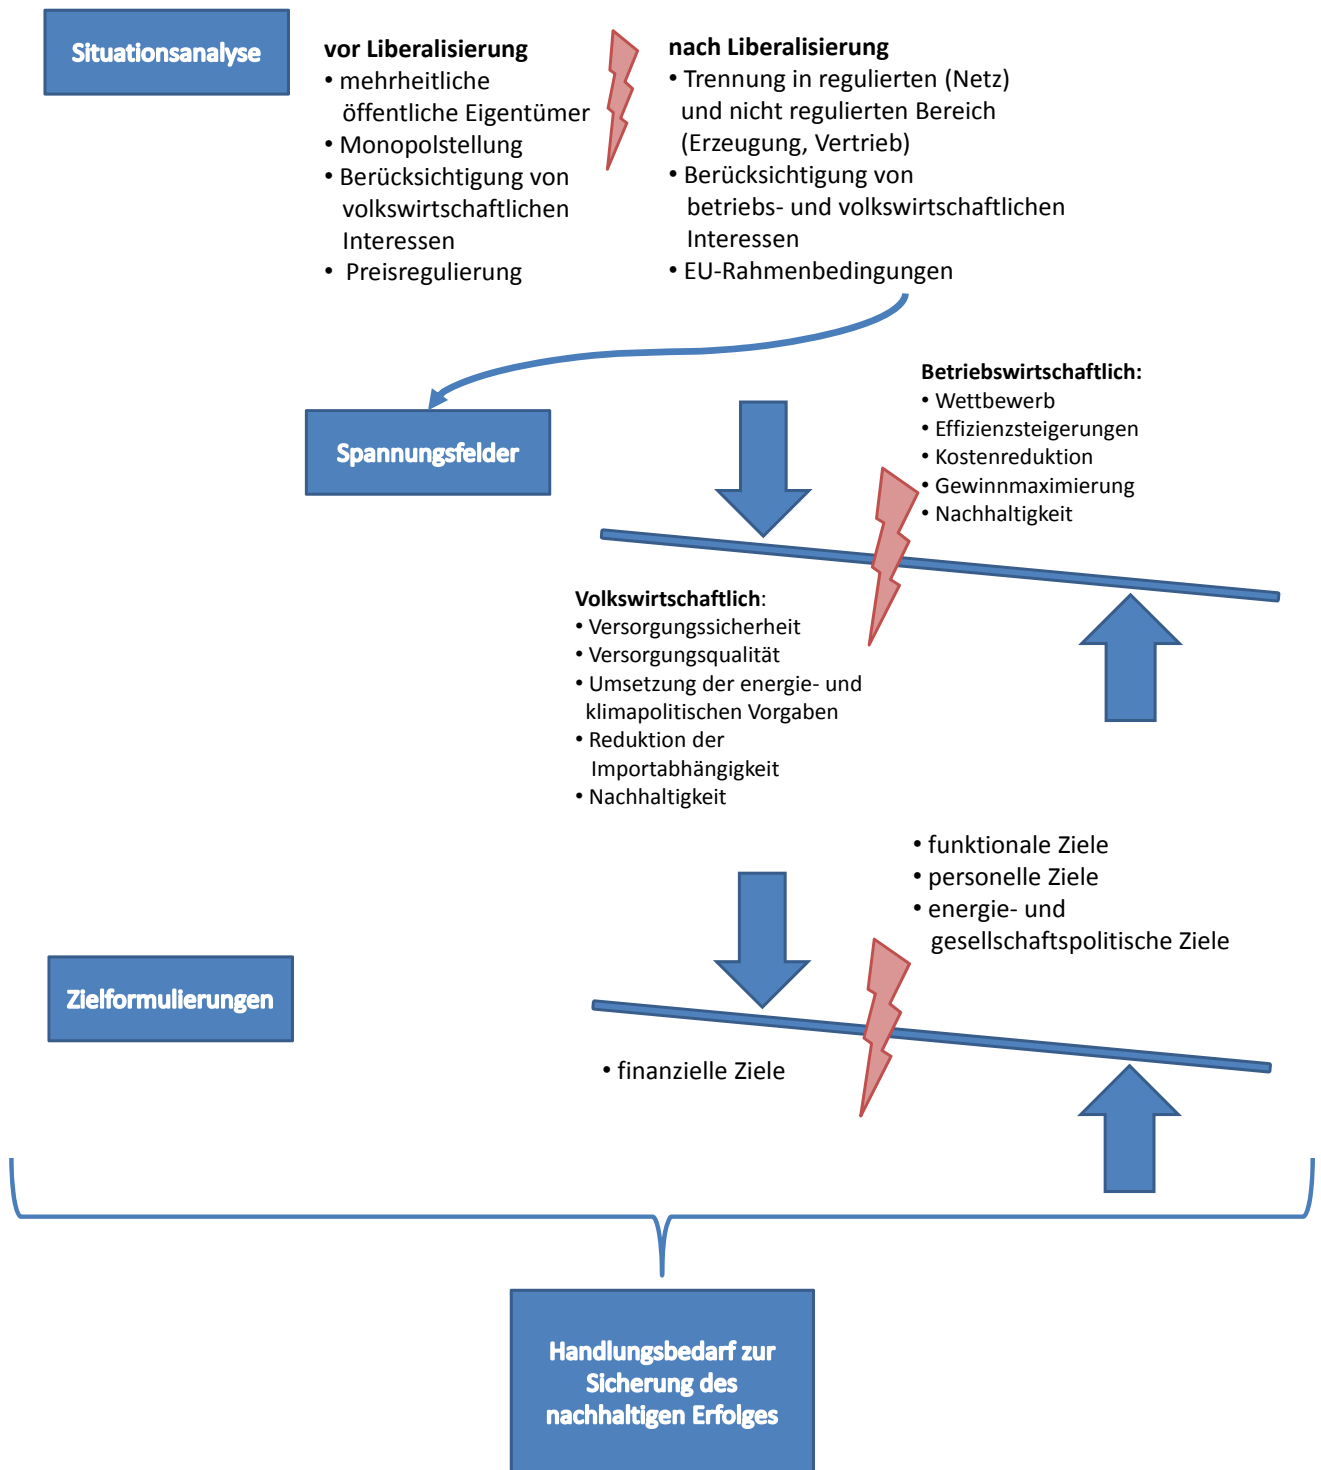 Situationsanalyse
vor Liberalisierung
• mehrheitliche
öffentliche Eigentümer
• Monopolstellung
• Berücksichtigung von
volkswirtschaftlichen
Interessen
• Preisregulierung
nach Liberalisierung
• Trennung in regulierten (Netz)
und nicht regulierten Bereich
(Erzeugung, Vertrieb)
• Berücksichtigung von
betriebs- und volkswirtschaftlichen
Interessen
• EU-Rahmenbedingungen
Spannungsfelder
Betriebswirtschaftlich:
• Wettbewerb
• Effizienzsteigerungen
• Kostenreduktion
• Gewinnmaximierung
• Nachhaltigkeit
Volkswirtschaftlich:
• Versorgungssicherheit
• Versorgungsqualität
• Umsetzung der energie- und
klimapolitischen Vorgaben
• Reduktion der
Importabhängigkeit
• Nachhaltigkeit
Zielformulierungen
• funktionale Ziele
• personelle Ziele
• energie- und
gesellschaftspolitische Ziele
• finanzielle Ziele
Handlungsbedarf zur
Sicherung des
nachhaltigen Erfolges